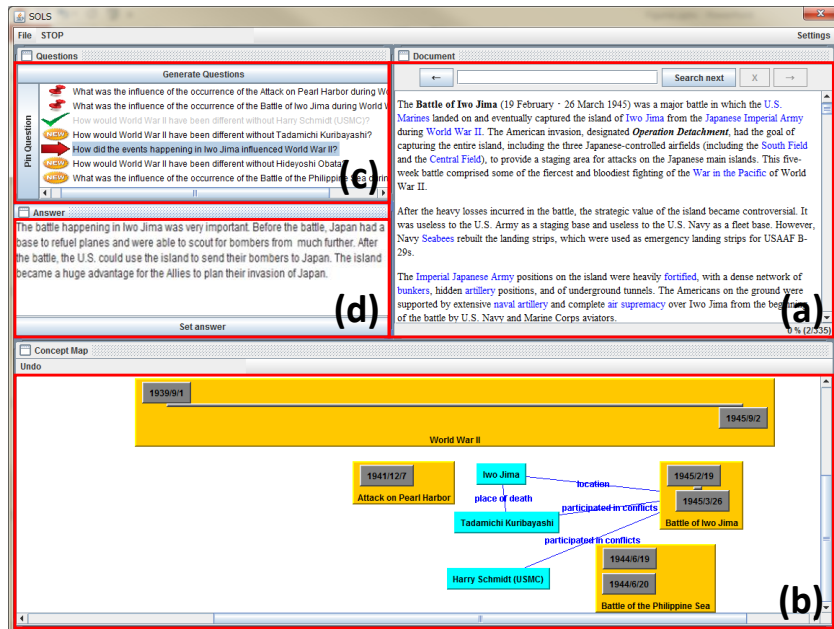 SOLS
File STOP Settings
Questions
Generate Questions
Pin Question
What was the influence of the occurrence of the Attack on Pearl Harbor during Wo
What was the influence of the occurrence of the Battle of Iwo Jima during World W
How would World War II have been different without Harry Schmidt (USMC)?
NEW How would World War II have been different without Tadamichi Kuribayashi?
How did the events happening in Iwo Jima influenced World War II?
NEW How would World War II have been different without Hideyoshi Obata
NEW What was the influence of the occurrence of the Battle of the Philippine Sea durin
(c)
Answer
The battle happening in Iwo Jima was very important. Before the battle, Japan had a
base to refuel planes and were able to scout for bombers from much further. After
the battle, the U.S. could use the island to send their bombers to Japan. The island
became a huge advantage for the Allies to plan their invasion of Japan.
(d)
Set answer
Document
← Search next X →
The Battle of Iwo Jima (19 February - 26 March 1945) was a major battle in which the U.S.
Marines landed on and eventually captured the island of Iwo Jima from the Japanese Imperial Army
during World War II. The American invasion, designated Operation Detachment, had the goal of
capturing the entire island, including the three Japanese-controlled airfields (including the South Field
and the Central Field), to provide a staging area for attacks on the Japanese main islands. This five-
week battle comprised some of the fiercest and bloodiest fighting of the War in the Pacific of World
War II.
After the heavy losses incurred in the battle, the strategic value of the island became controversial. It
was useless to the U.S. Army as a staging base and useless to the U.S. Navy as a fleet base. However,
Navy Seabees rebuilt the landing strips, which were used as emergency landing strips for USAAF B-
29s.
The Imperial Japanese Army positions on the island were heavily fortified, with a dense network of
bunkers, hidden artillery positions, and of underground tunnels. The Americans on the ground were
supported by extensive naval artillery and complete air supremacy over Iwo Jima from the beginning
of the battle by U.S. Navy and Marine Corps aviators.
(a)
0 % (2/335)
Concept Map
Undo
1939/9/1
1945/9/2
World War II
1941/12/7
Attack on Pearl Harbor
Iwo Jima
location
place of death
1945/2/19
1945/3/26
Battle of Iwo Jima
participated in conflicts
Tadamichi Kuribayashi
participated in conflicts
Harry Schmidt (USMC)
1944/6/19
1944/6/20
Battle of the Philippine Sea
(b)